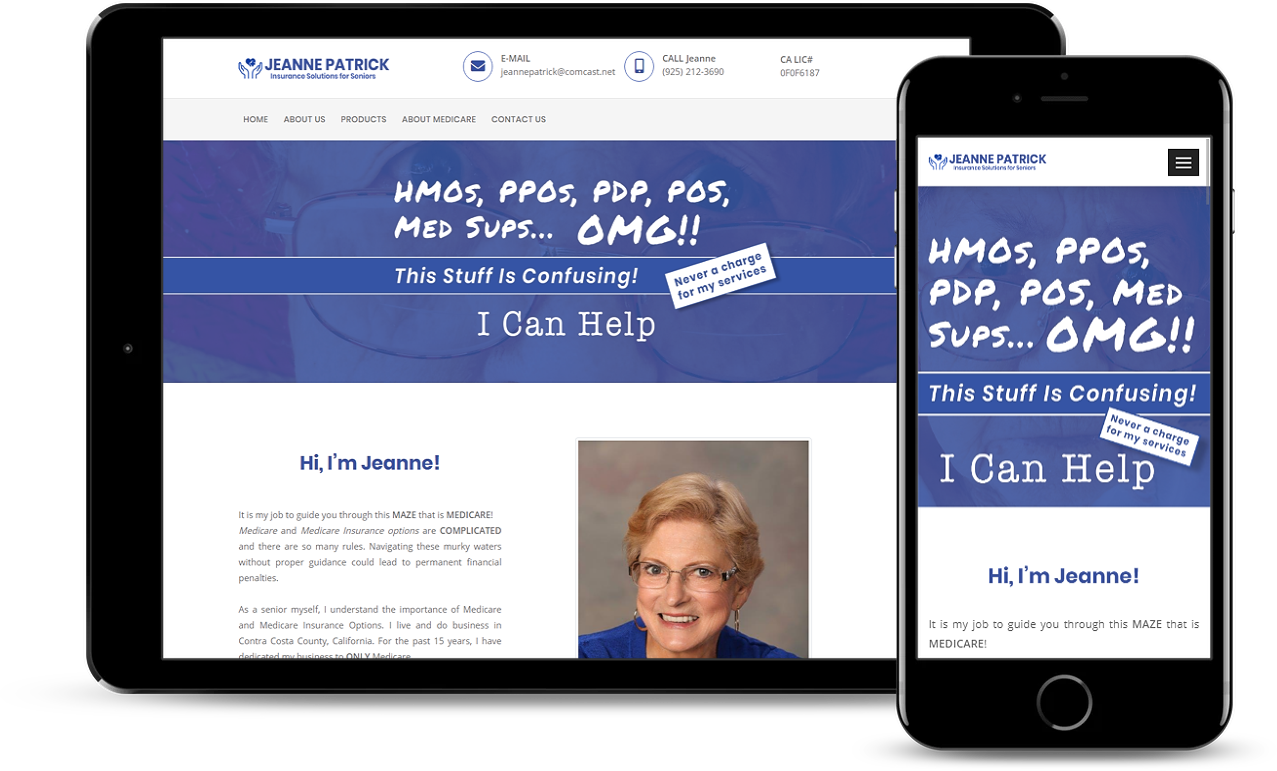 JEANNE PATRICK
Insurance Solutions for Seniors
E-MAIL
jeannepatrick@comcast.net
CALL Jeanne
(925) 212-3690
CA LIC#
0F0F6187
HOME ABOUT US PRODUCTS ABOUT MEDICARE CONTACT US
HMOs, PPOs, PDP, POS,
Med Sups... OMG!!
This Stuff Is Confusing!
Never a charge
for my services
I Can Help
Hi, I'm Jeanne!
It is my job to guide you through this MAZE that is MEDICARE!
Medicare and Medicare Insurance options are COMPLICATED
and there are so many rules. Navigating these murky waters
without proper guidance could lead to permanent financial
penalties.
As a senior myself, I understand the importance of Medicare
and Medicare Insurance Options. I live and do business in
Contra Costa County, California. For the past 15 years, I have
dedicated my business to ONLY Medicare
JEANNE PATRICK
Insurance Solutions for Seniors
HMOs, PPOs,
PDP, POS, Med
Sups... OMG!!
This Stuff Is Confusing!
Never a charge
for my services
I Can Help
Hi, I'm Jeanne!
It is my job to guide you through this MAZE that is
MEDICARE!